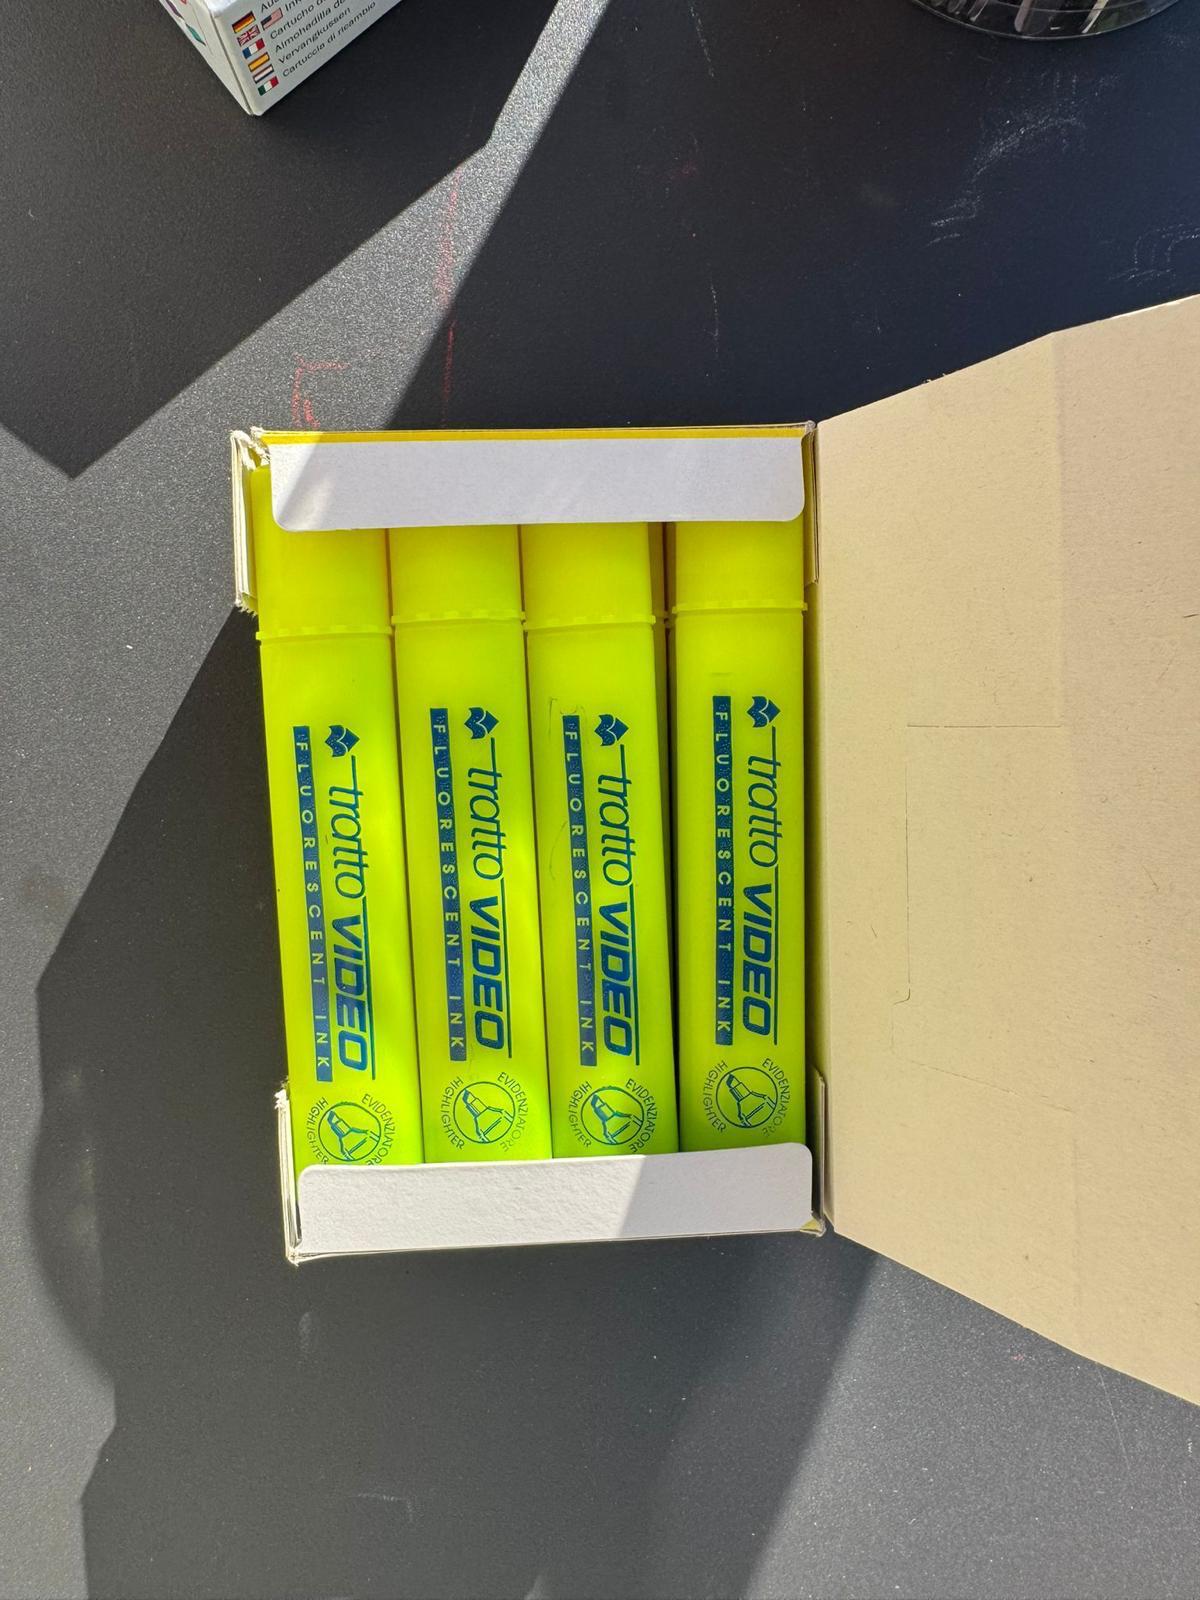 Cartucho d
Almohadilla de
Vervangkussen
Cartuccia di ricambio
tratto VIDEO
FLUORESCENT INK
EVIDENZIATORE
HIGHLIGHTER
tratto VIDEO
FLUORESCENT INK
EVIDENZIATORE
HIGHLIGHTER
tratto VIDEO
FLUORESCENT INK
EVIDENZIATORE
HIGHLIGHTER
tratto VIDEO
FLUORESCENT INK
EVIDENZIATORE
HIGHLIGHTER